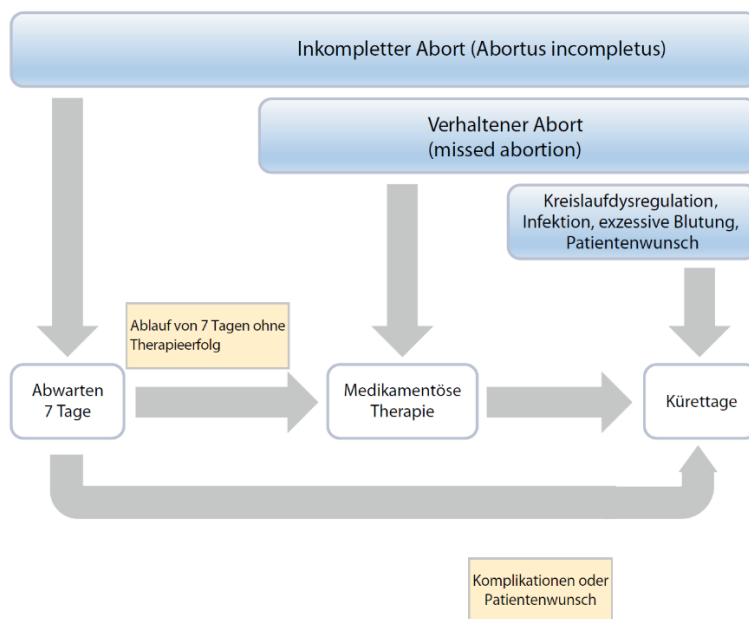 Inkompletter Abort (Abortus incompletus)
Verhaltener Abort
(missed abortion)
Kreislaufdysregulation,
Infektion, exzessive Blutung,
Patientenwunsch
Ablauf von 7 Tagen ohne
Therapieerfolg
Abwarten
7 Tage
Medikamentöse
Therapie
Kürettage
Komplikationen oder
Patientenwunsch